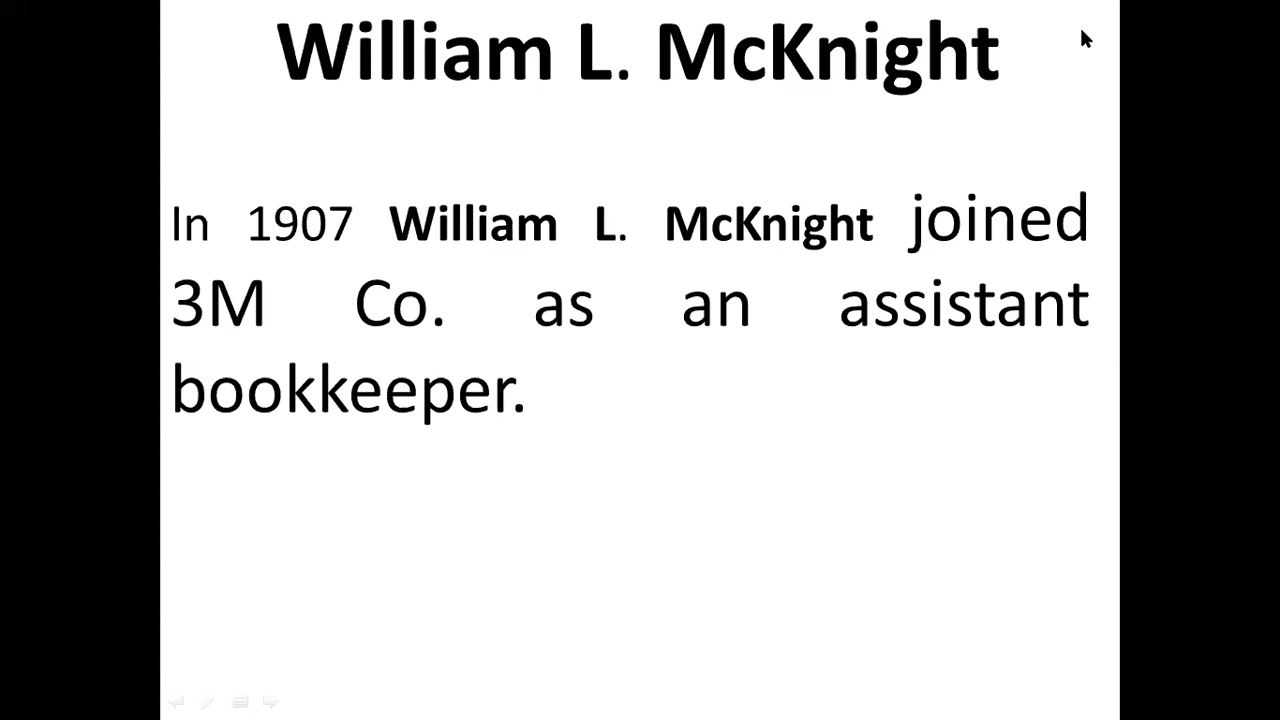 William L. McKnight
In 1907 William L. McKnight joined
3M Co. as an assistant
bookkeeper.